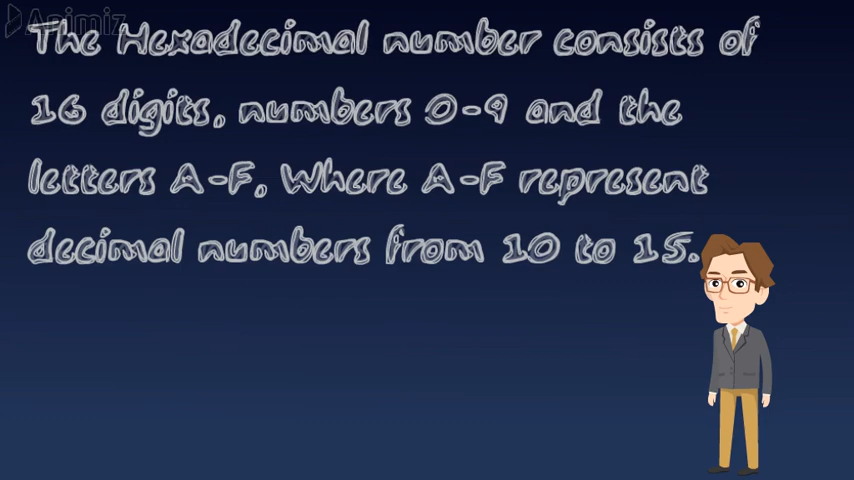 Animiz
The Hexadecimal number consists of
16 digits, numbers 0-9 and the
letters A-F, Where A-F represent
decimal numbers from 10 to 15.